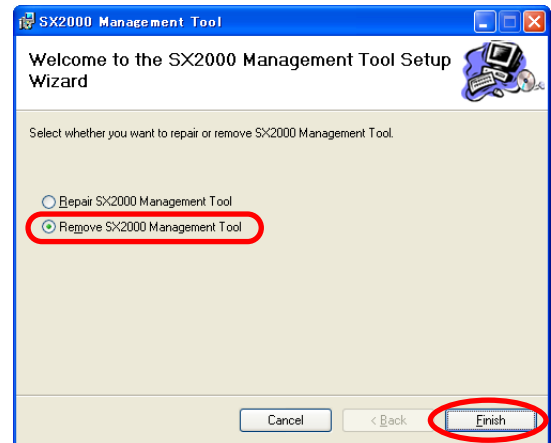 SX2000 Management Tool
Welcome to the SX2000 Management Tool Setup
Wizard
Select whether you want to repair or remove SX2000 Management Tool.
Repair SX2000 Management Tool
Remove SX2000 Management Tool
Cancel
< Back
Finish